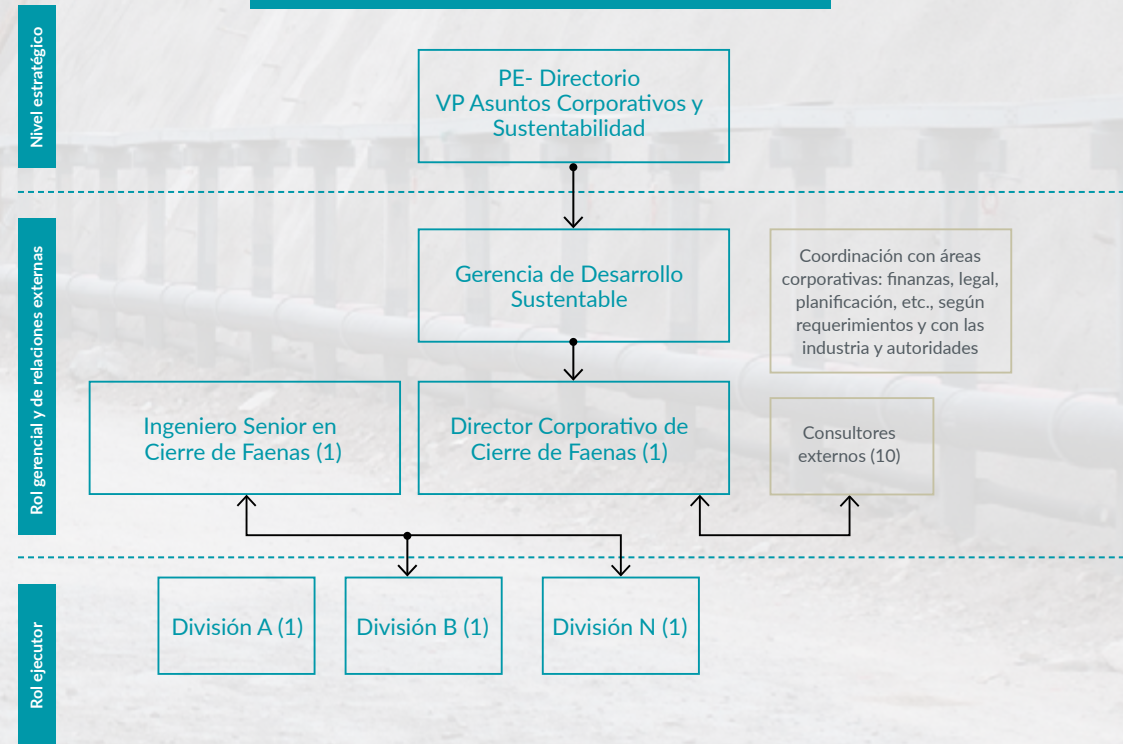 Nivel estratégico
PE- Directorio
VP Asuntos Corporativos y
Sustentabilidad
Rol gerencial y de relaciones externas
Gerencia de Desarrollo
Sustentable
Coordinación con áreas
corporativas: finanzas, legal,
planificación, etc., según
requerimientos y con las
industria y autoridades
Ingeniero Senior en
Cierre de Faenas (1)
Director Corporativo de
Cierre de Faenas (1)
Consultores
externos (10)
Rol ejecutor
División A (1)
División B (1)
División N (1)